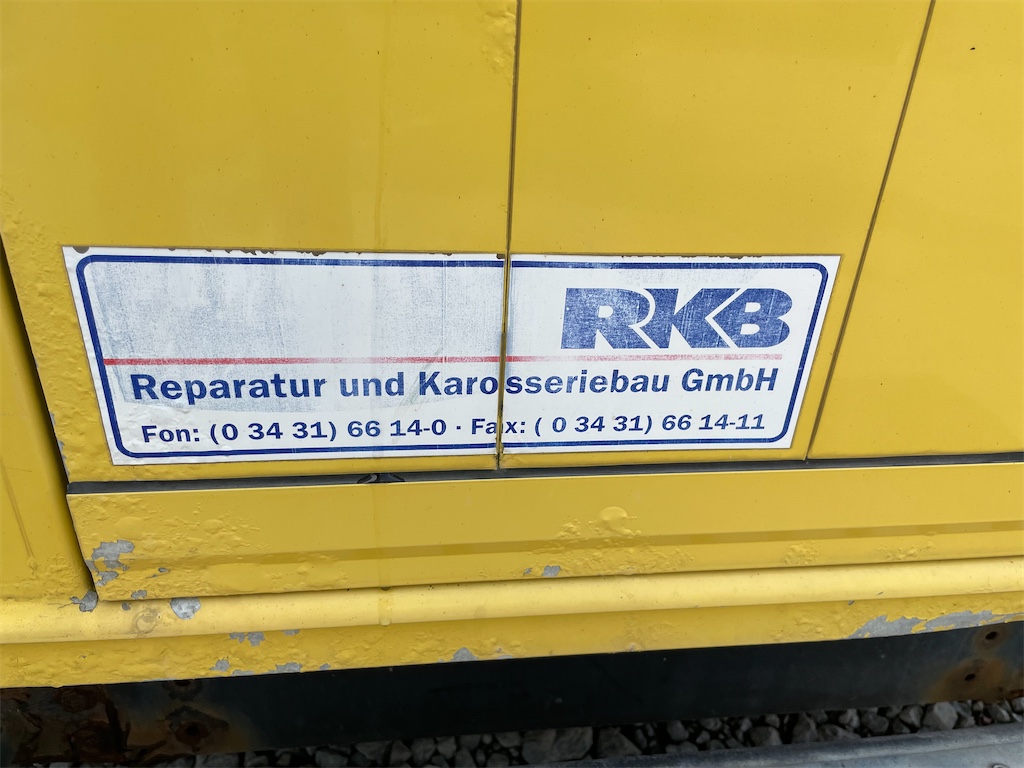 RKB
Reparatur und Karosseriebau GmbH
Fon: (0 34 31) 66 14-0 · Fax: ( 0 34 31) 66 14-11